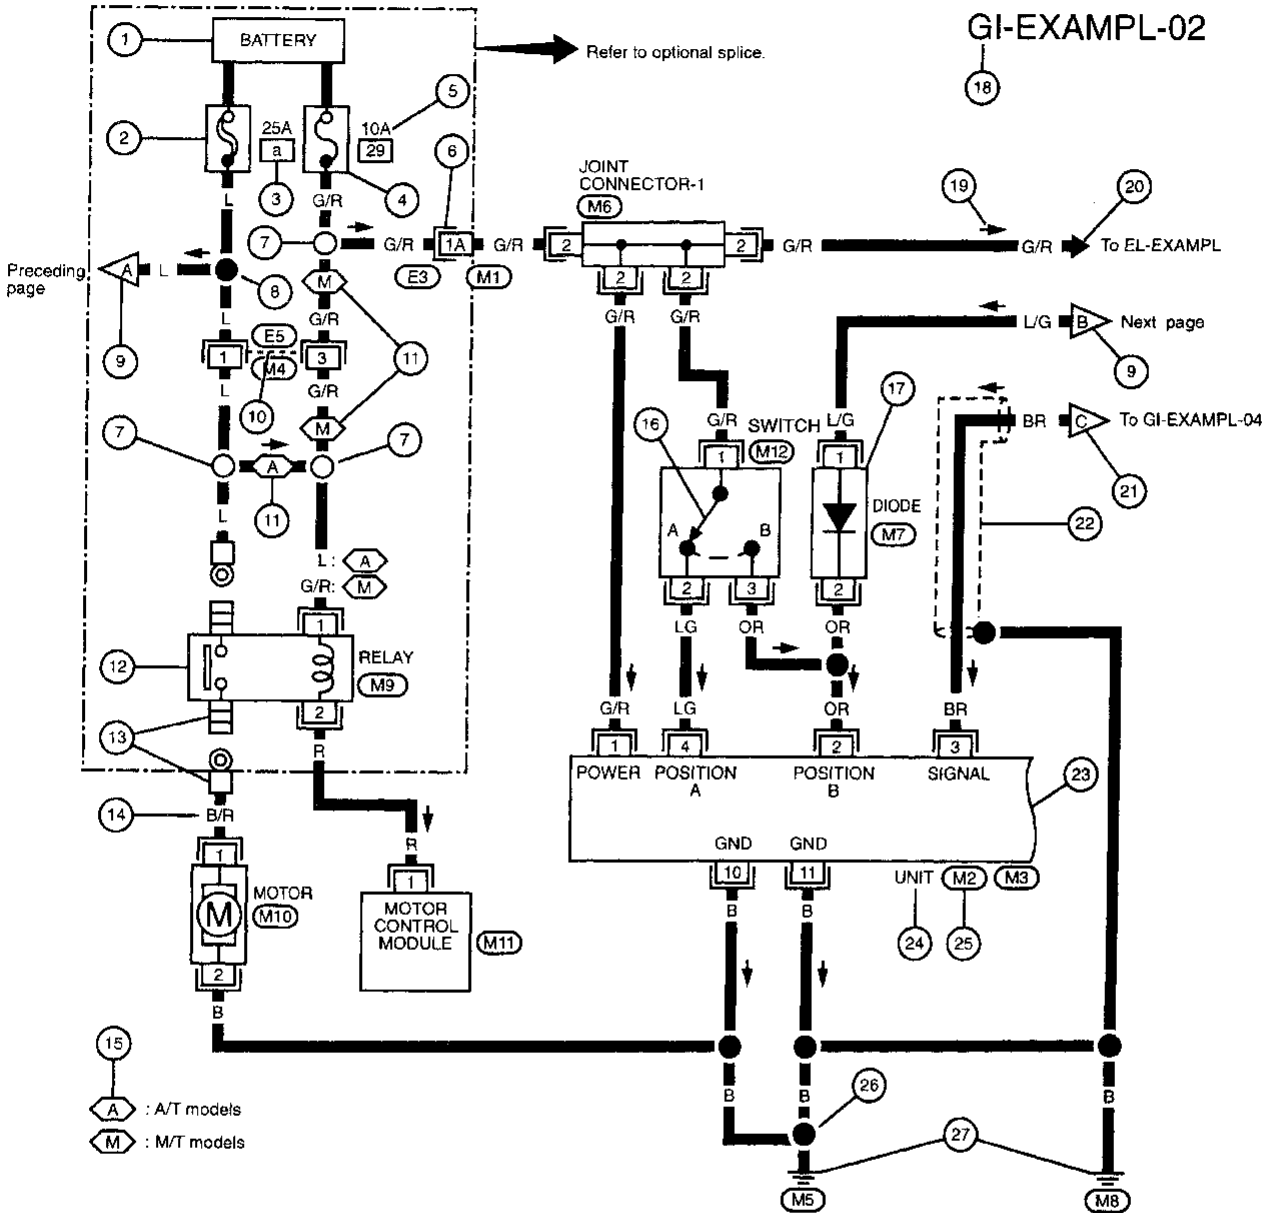 GI-EXAMPL-02
18
1
BATTERY
Refer to optional splice.
2
25A
a
3
10A
29
4
5
6
L
G/R
7
G/R
E3
1A
M1
G/R
2
JOINT
CONNECTOR-1
M6
2
2
2
G/R
19
20
G/R
To EL-EXAMPL
Preceding
page
A
L
8
9
M
G/R
G/R
L/G
B
Next page
9
L
E5
1
M4
3
10
11
L
G/R
M
G/R
16
SWITCH
M12
1
L/G
1
17
BR
C
To GI-EXAMPL-04
21
22
7
A
7
11
L
A
B
DIODE
M7
2
3
2
L: A
G/R: M
LG
OR
OR
1
12
RELAY
M9
2
13
R
G/R
LG
OR
BR
1
4
2
3
POWER
POSITION
A
POSITION
B
SIGNAL
23
14
B/R
GND
GND
10
11
UNIT
M2
M3
24
25
1
M
MOTOR
M10
2
R
1
MOTOR
CONTROL
MODULE
M11
B
B
B
15
A : A/T models
M : M/T models
B
B
B
26
27
M5
M8